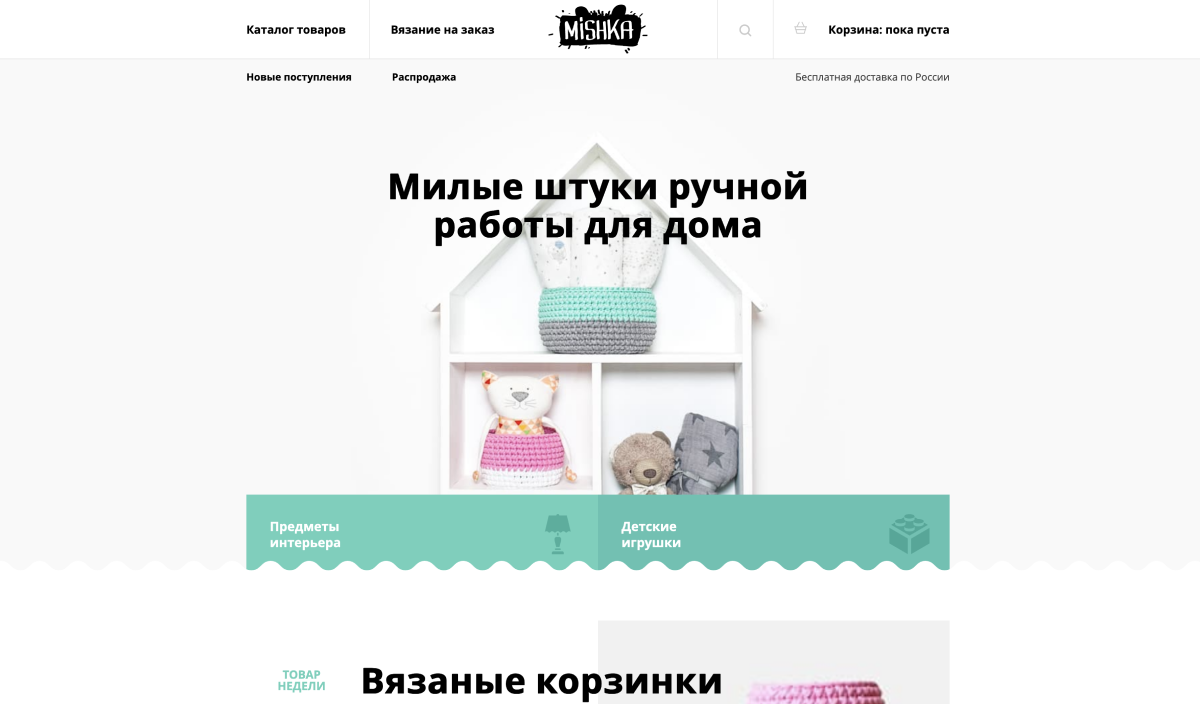 Каталог товаров
Вязание на заказ
MiSHKA
Корзина: пока пуста
Новые поступления
Распродажа
Бесплатная доставка по России
Милые штуки ручной
работы для дома
Предметы
интерьера
Детские
игрушки
ТОВАР
НЕДЕЛИ
Вязаные корзинки